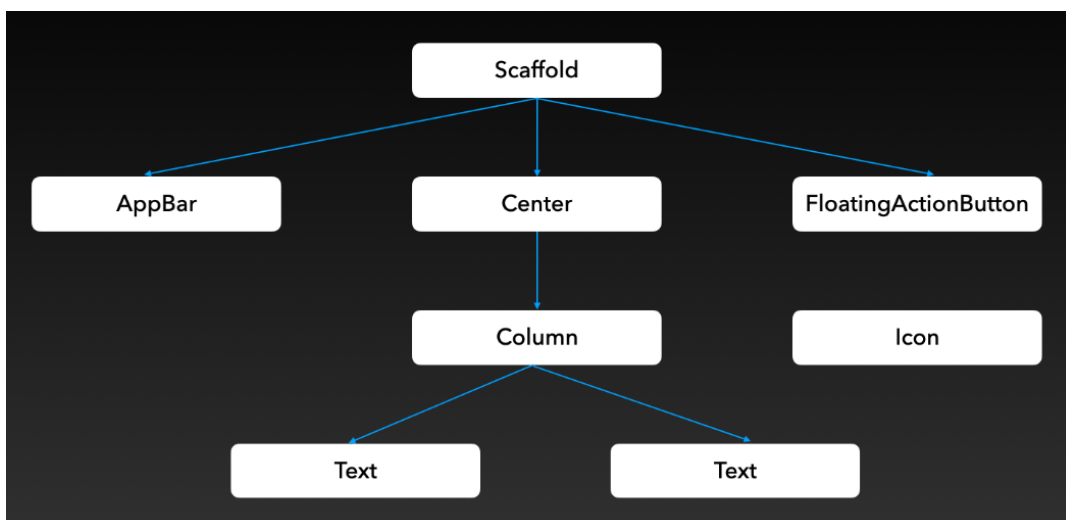 Scaffold
AppBar
Center
FloatingActionButton
Column
Icon
Text
Text